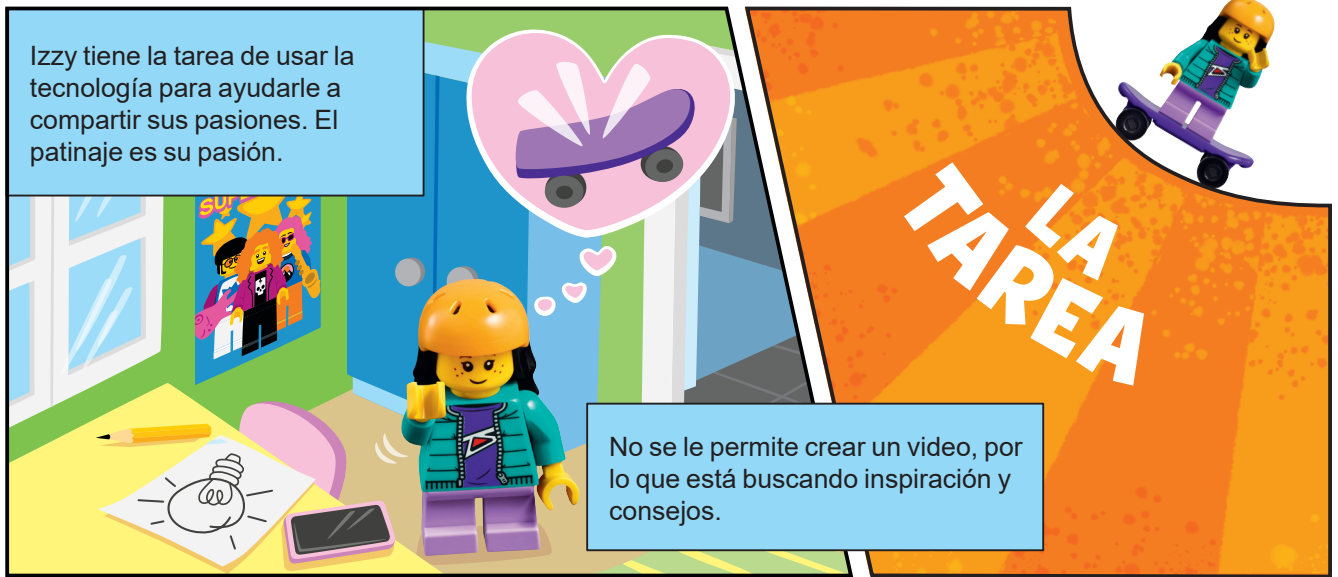 Izzy tiene la tarea de usar la
tecnología para ayudarle a
compartir sus pasiones. El
patinaje es su pasión.
LA
TAREA
No se le permite crear un video, por
lo que está buscando inspiración y
consejos.